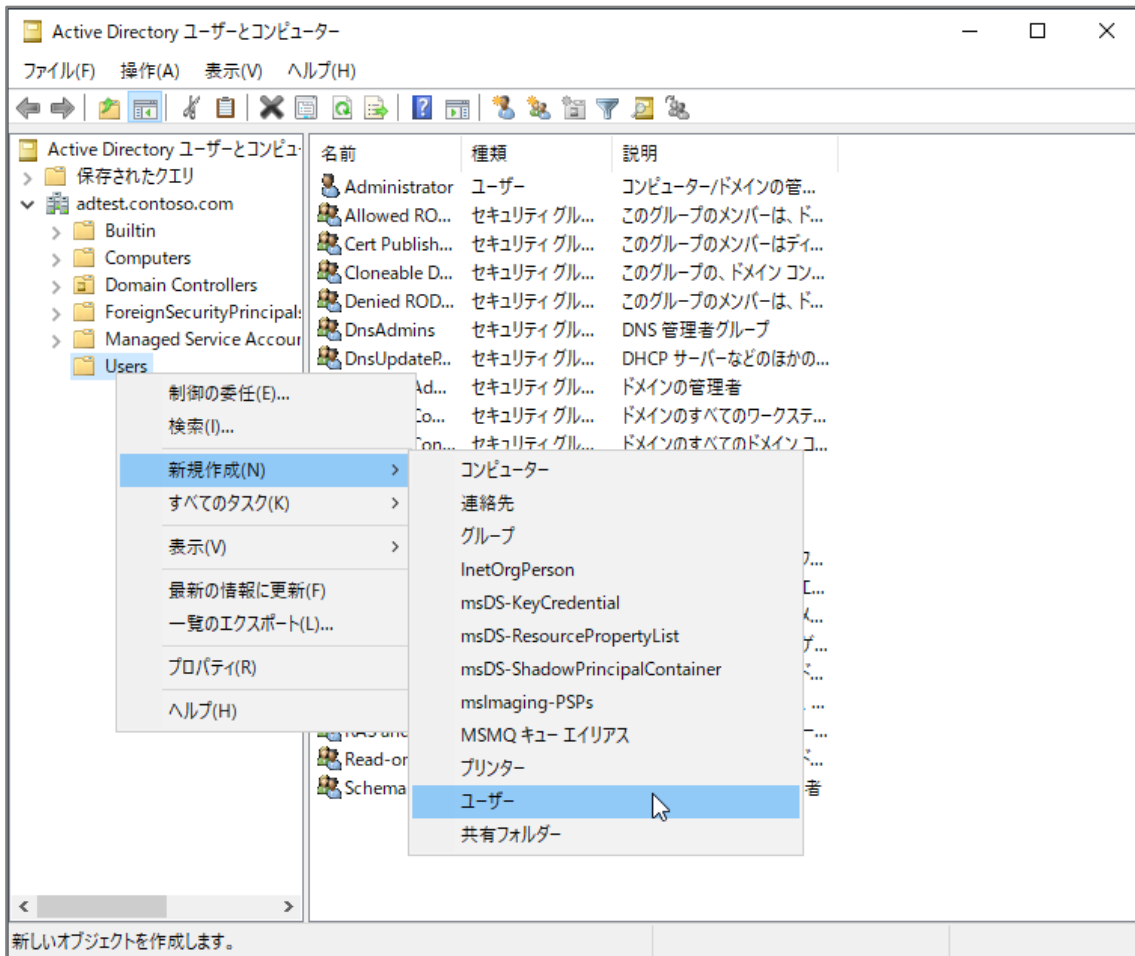 Active Directory ユーザーとコンピューター
ファイル(F) 操作(A) 表示(V) ヘルプ(H)
Active Directory ユーザーとコンピュ
保存されたクエリ
adtest.contoso.com
Builtin
Computers
Domain Controllers
ForeignSecurityPrincipals
Managed Service Accour
Users
名前 種類 説明
Administrator ユーザー コンピューター/ドメインの管...
Allowed RO... セキュリティ グル... このグループのメンバーは、ド...
Cert Publish... セキュリティ グル... このグループのメンバーはディ...
Cloneable D... セキュリティ グル... このグループの、ドメイン コン...
Denied ROD... セキュリティ グル... このグループのメンバーは、ド...
DnsAdmins セキュリティ グル... DNS 管理者グループ
DnsUpdateP... セキュリティ グル... DHCP サーバーなどのほかの...
Ad... セキュリティ グル... ドメインの管理者
Co... セキュリティ グル... ドメインのすべてのワークステ...
Con... セキュリティ グル... ドメインのすべてのドメイン コ...
Read-or
Schema 者
制御の委任(E)...
検索(I)...
新規作成(N)
すべてのタスク(K)
表示(V)
最新の情報に更新(F)
一覧のエクスポート(L)...
プロパティ(R)
ヘルプ(H)
コンピューター
連絡先
グループ
InetOrgPerson
msDS-KeyCredential
msDS-ResourcePropertyList
msDS-ShadowPrincipalContainer
msImaging-PSPs
MSMQ キュー エイリアス
プリンター
ユーザー
共有フォルダー
新しいオブジェクトを作成します。